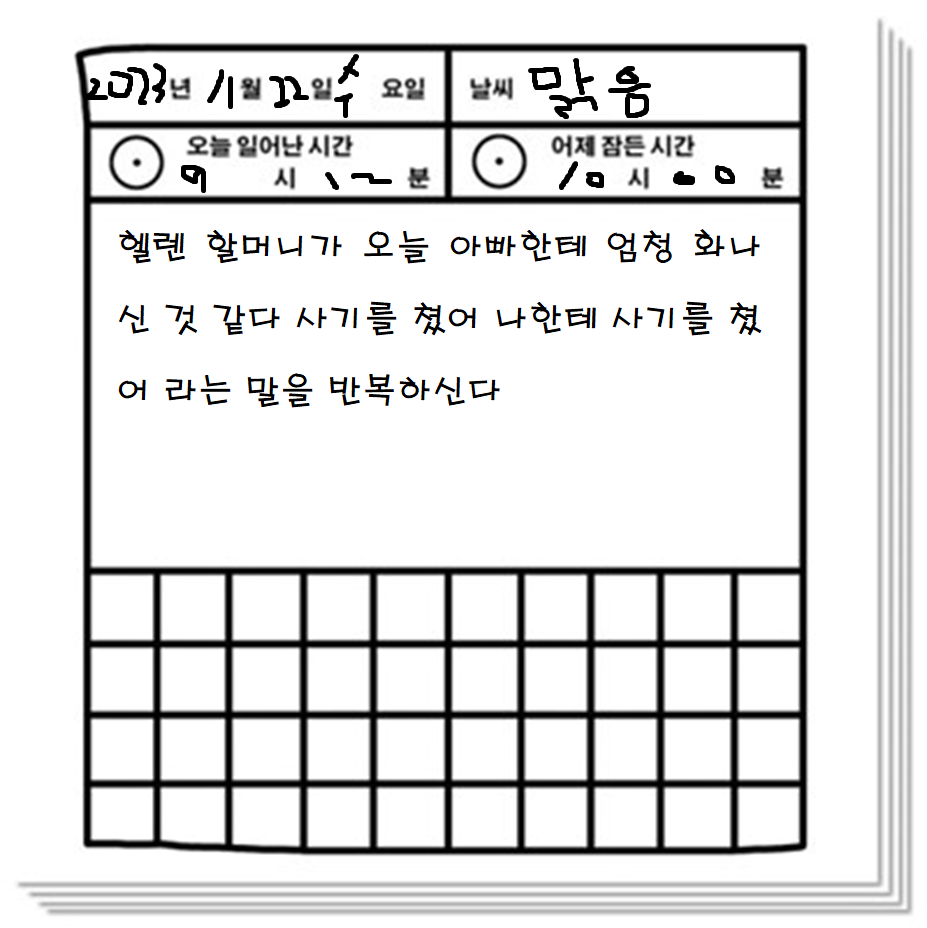 2023년 11월 22일 수 요일 날씨 맑음
오늘 일어난 시간 어제 잠든 시간
9 시 12 분 10 시 00 분
헬렌 할머니가 오늘 아빠한테 엄청 화나
신 것 같다 사기를 쳤어 나한테 사기를 쳤
어 라는 말을 반복하신다